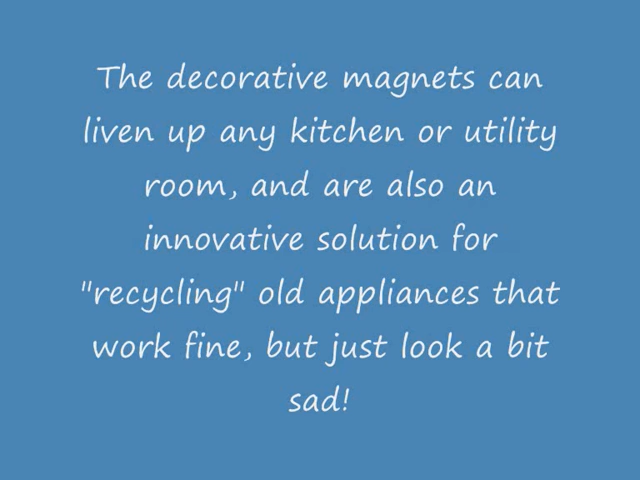 The decorative magnets can
liven up any kitchen or utility
room, and are also an
innovative solution for
"recycling" old appliances that
work fine, but just look a bit
sad!